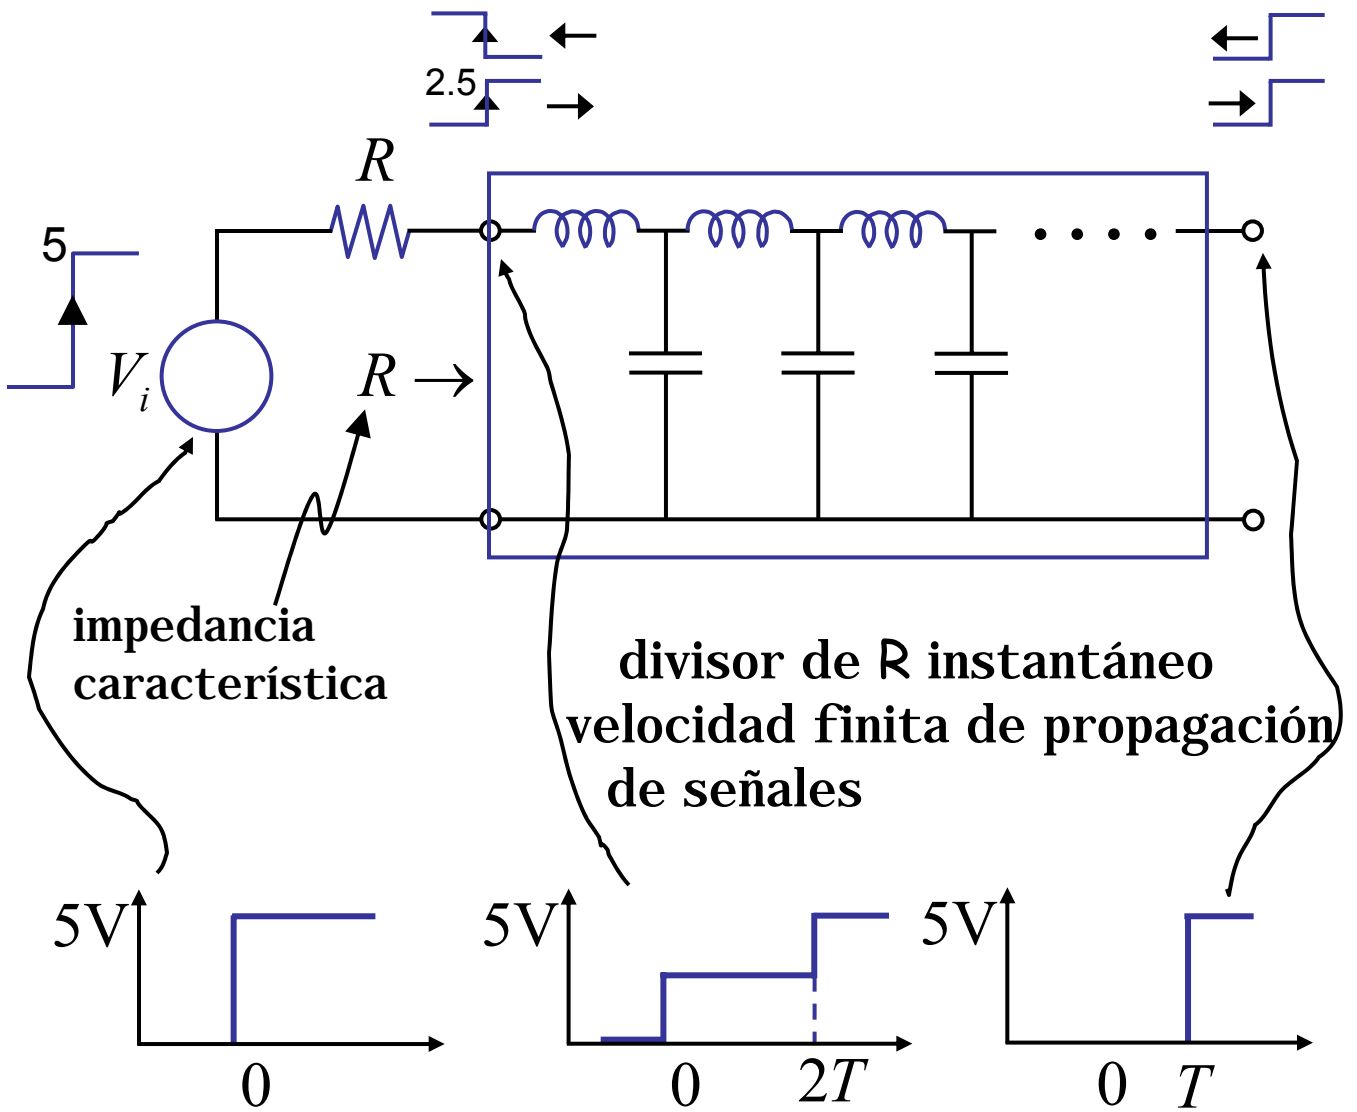 2.5
R
5
V i
R
impedancia
característica
divisor de R instantáneo
velocidad finita de propagación
de señales
5V
0
5V
0
2T
5V
0
T